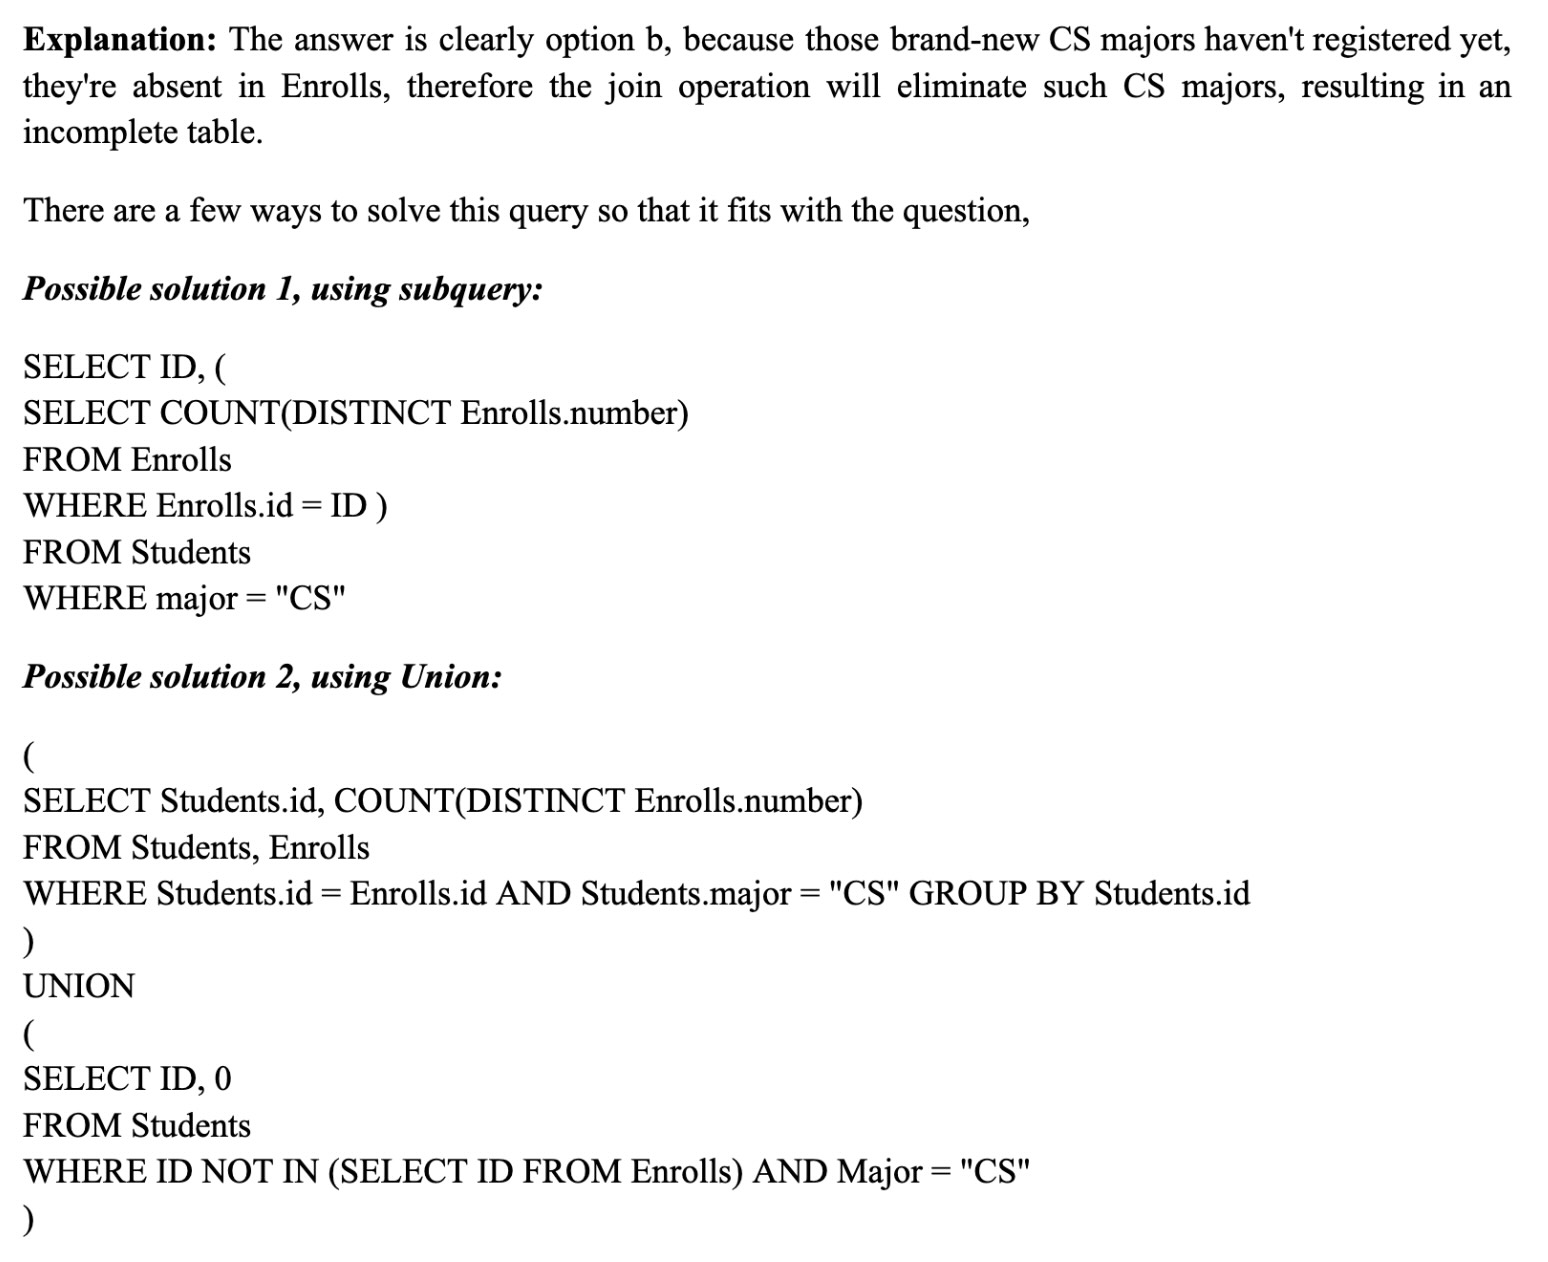 Explanation: The answer is clearly option b, because those brand-new CS majors haven't registered yet,
they're absent in Enrolls, therefore the join operation will eliminate such CS majors, resulting in an
incomplete table.
There are a few ways to solve this query so that it fits with the question,
Possible solution 1, using subquery:
SELECT ID, (
SELECT COUNT(DISTINCT Enrolls.number)
FROM Enrolls
WHERE Enrolls.id = ID )
FROM Students
WHERE major = "CS"
Possible solution 2, using Union:
(
SELECT Students.id, COUNT(DISTINCT Enrolls.number)
FROM Students, Enrolls
WHERE Students.id = Enrolls.id AND Students.major = "CS" GROUP BY Students.id
)
UNION
(
SELECT ID, 0
FROM Students
WHERE ID NOT IN (SELECT ID FROM Enrolls) AND Major = "CS"
)